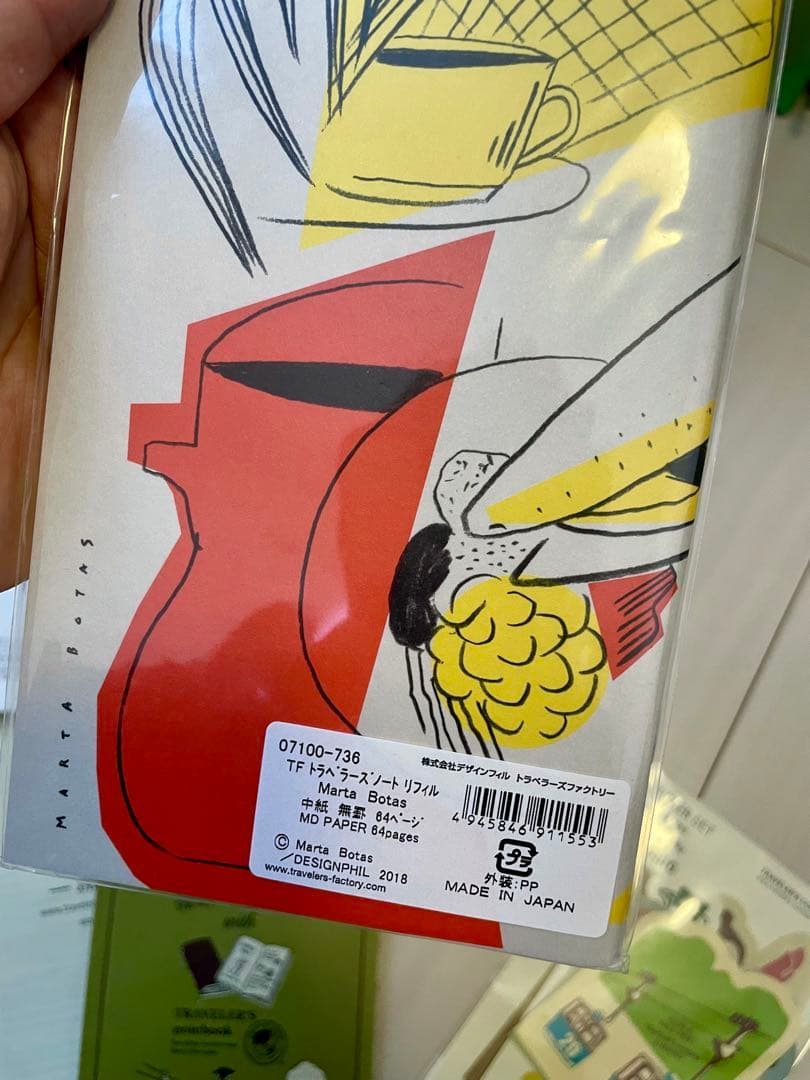 MARTA BOTAS
07100-736
TF トラベラーズノート リフィル
Marta Botas
中紙 無罫 64ページ
MD PAPER 64pages
© Marta Botas
/DESIGNPHIL 2018
www.travelers-factory.com
株式会社デザインフィル トラベラーズファクトリー
4 945846 911553
プラ
外装:PP
MADE IN JAPAN
TRAVELER'S
notebook